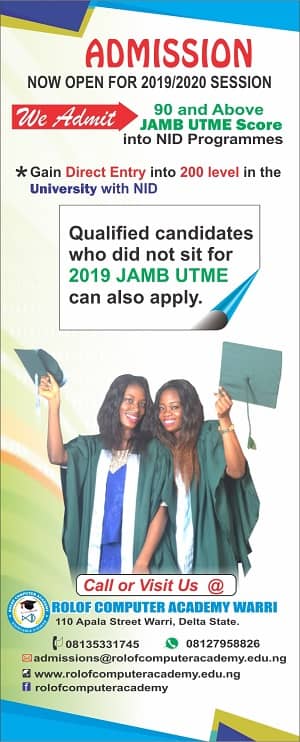 ADMISSION
NOW OPEN FOR 2019/2020 SESSION
We Admit
90 and Above
JAMB UTME Score
into NID Programmes
*Gain Direct Entry into 200 level in the
University with NID
Qualified candidates
who did not sit for
2019 JAMB UTME
can also apply.
Call or Visit Us @
ROLOF COMPUTER ACADEMY WARRI
110 Apala Street Warri, Delta State.
08135331745 08127958826
admissions@rolofcomputeracademy.edu.ng
www.rolofcomputeracademy.edu.ng
f rolofcomputeracademy